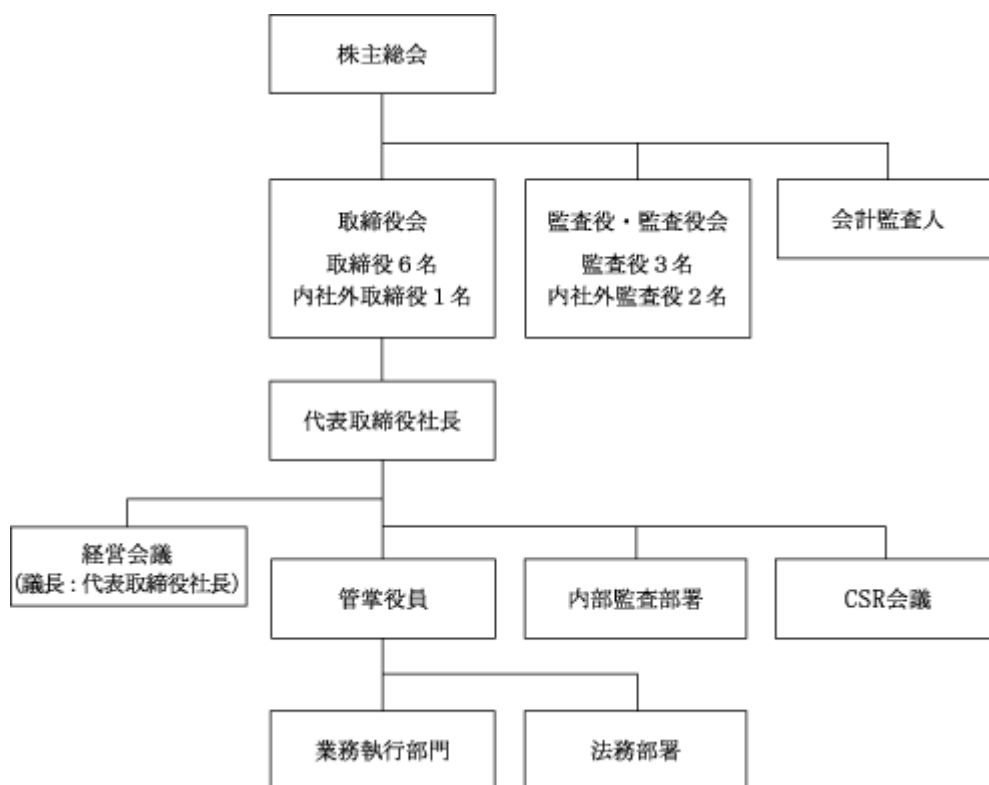 株主総会
取締役会
取締役６名
内社外取締役１名
監査役・監査役会
監査役３名
内社外監査役２名
会計監査人
代表取締役社長
経営会議
(議長：代表取締役社長)
管掌役員
内部監査部署
CSR会議
業務執行部門
法務部署